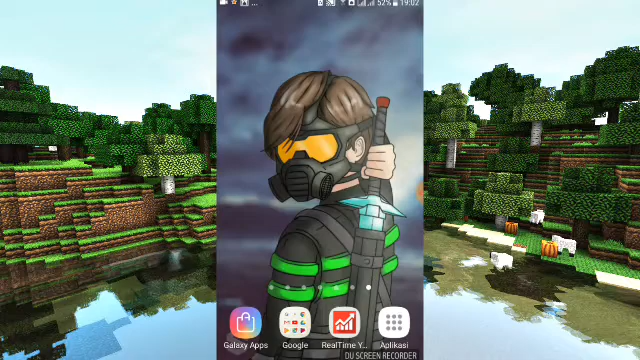 ... 52% 19:02
Galaxy Apps Google RealTime Y... Aplikasi
DU SCREEN RECORDER